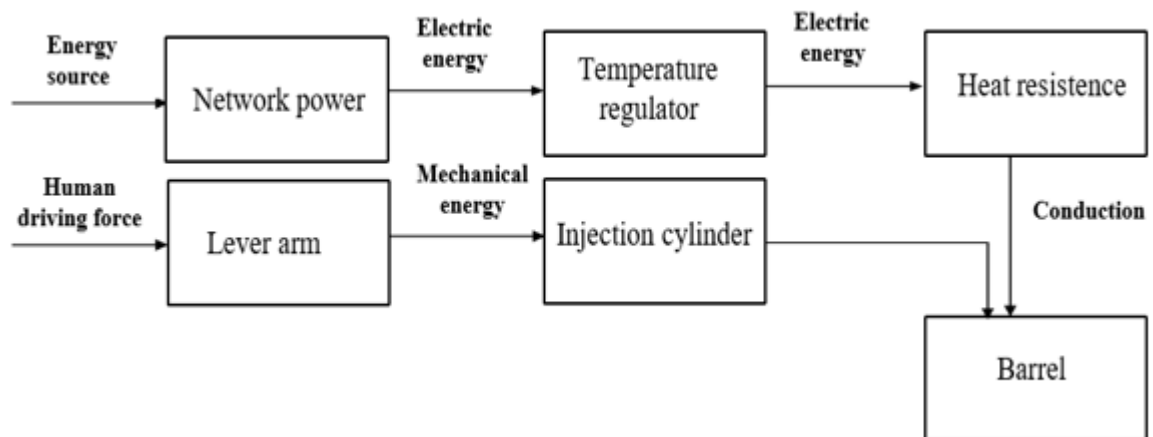 Energy
source
Network power
Electric
energy
Temperature
regulator
Electric
energy
Heat resistence
Human
driving force
Lever arm
Mechanical
energy
Injection cylinder
Conduction
Barrel